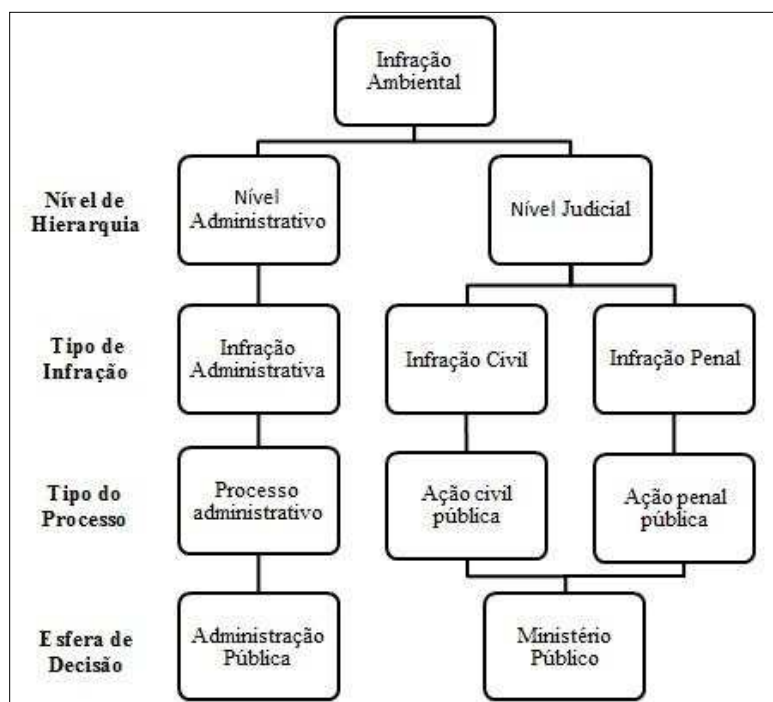 Infração
Ambiental
Nível de
Hierarquia
Nível
Administrativo
Nível Judicial
Tipo de
Infração
Infração
Administrativa
Infração Civil
Infração Penal
Tipo do
Processo
Processo
administrativo
Ação civil
pública
Ação penal
pública
Esfera de
Decisão
Administração
Pública
Ministério
Público